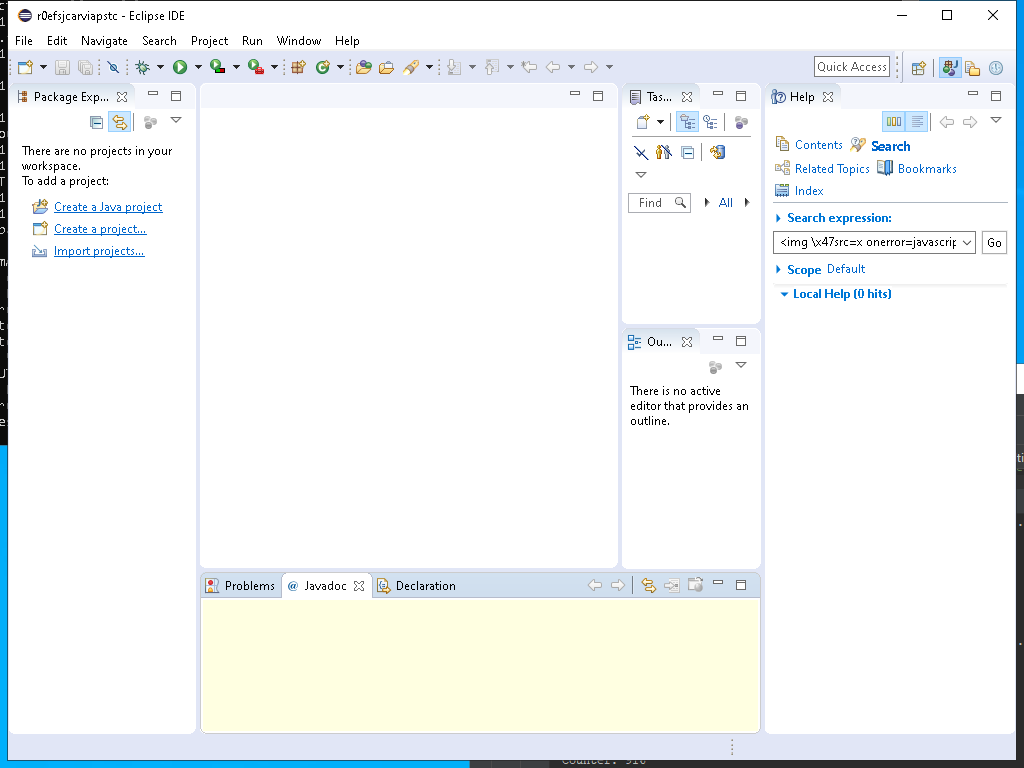 r0efsjcarviapstc - Eclipse IDE
File Edit Navigate Search Project Run Window Help
Quick Access
Package Exp...
There are no projects in your
workspace.
To add a project:
Create a Java project
Create a project...
Import projects...
Tas...
Find
All
Ou...
There is no active
editor that provides an
outline.
Help
Contents Search
Related Topics Bookmarks
Index
Search expression:
<img \x47src=x onerror=javascrip Go
Scope Default
Local Help (0 hits)
Problems @ Javadoc Declaration